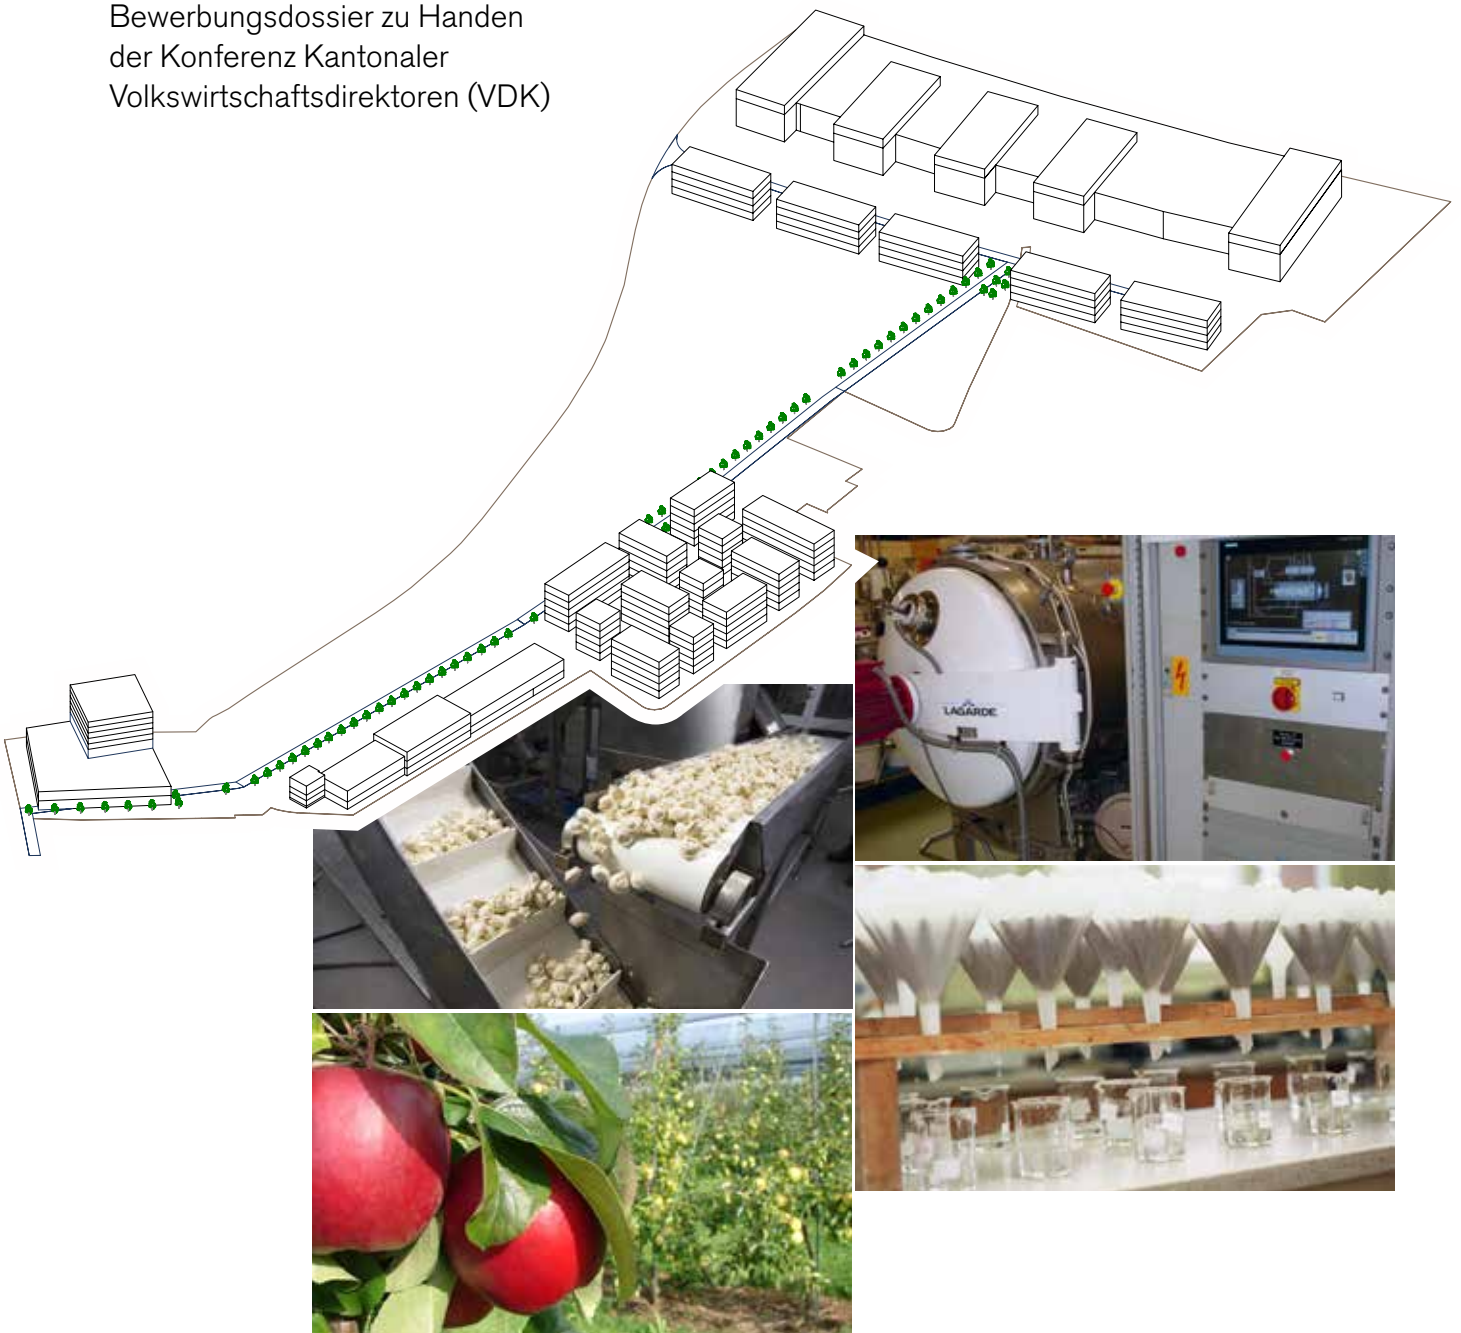 Bewerbungsdossier zu Handen
der Konferenz Kantonaler
Volkswirtschaftsdirektoren (VDK)
LAGARDE